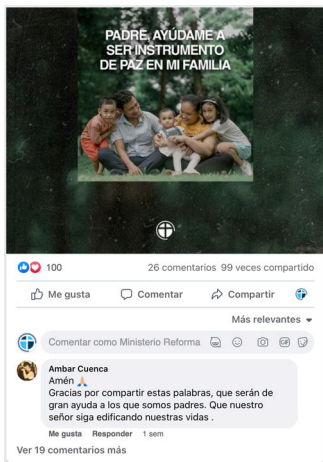 PADRE, AYÚDAME A
SER INSTRUMENTO
DE PAZ EN MI FAMILIA
100
26 comentarios 99 veces compartido
Me gusta Comentar Compartir
Más relevantes
Comentar como Ministerio Reforma GIF
Ambar Cuenca
Amén 🙏
Gracias por compartir estas palabras, que serán de
gran ayuda a los que somos padres. Que nuestro
señor siga edificando nuestras vidas .
Me gusta Responder 1 sem
Ver 19 comentarios más